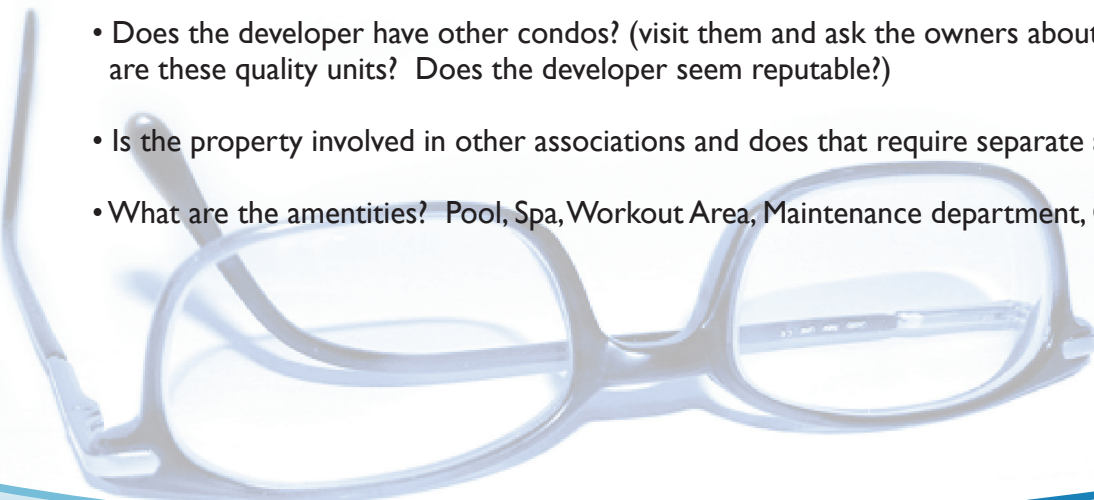 • Does the developer have other condos? (visit them and ask the owners about
are these quality units? Does the developer seem reputable?)
• Is the property involved in other associations and does that require separate
• What are the amentities? Pool, Spa, Workout Area, Maintenance department,